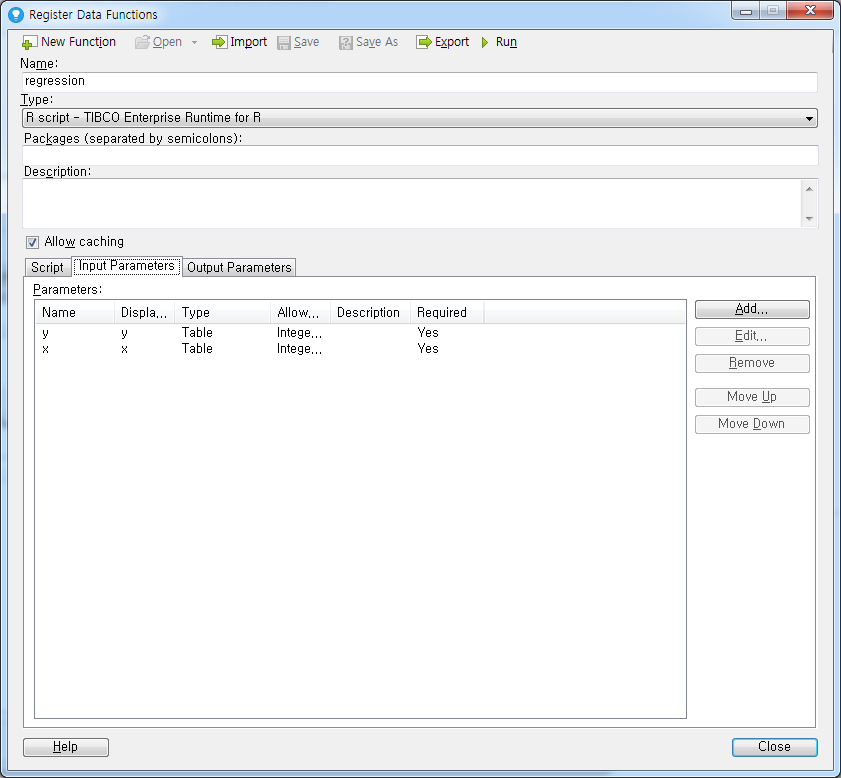 Register Data Functions
New Function Open Import Save Save As Export Run
Name:
regression
Type:
R script - TIBCO Enterprise Runtime for R
Packages (separated by semicolons):
Description:
Allow caching
Script Input Parameters Output Parameters
Parameters:
Name Displa... Type Allow... Description Required
y y Table Intege... Yes
x x Table Intege... Yes
Add...
Edit...
Remove
Move Up
Move Down
Help Close